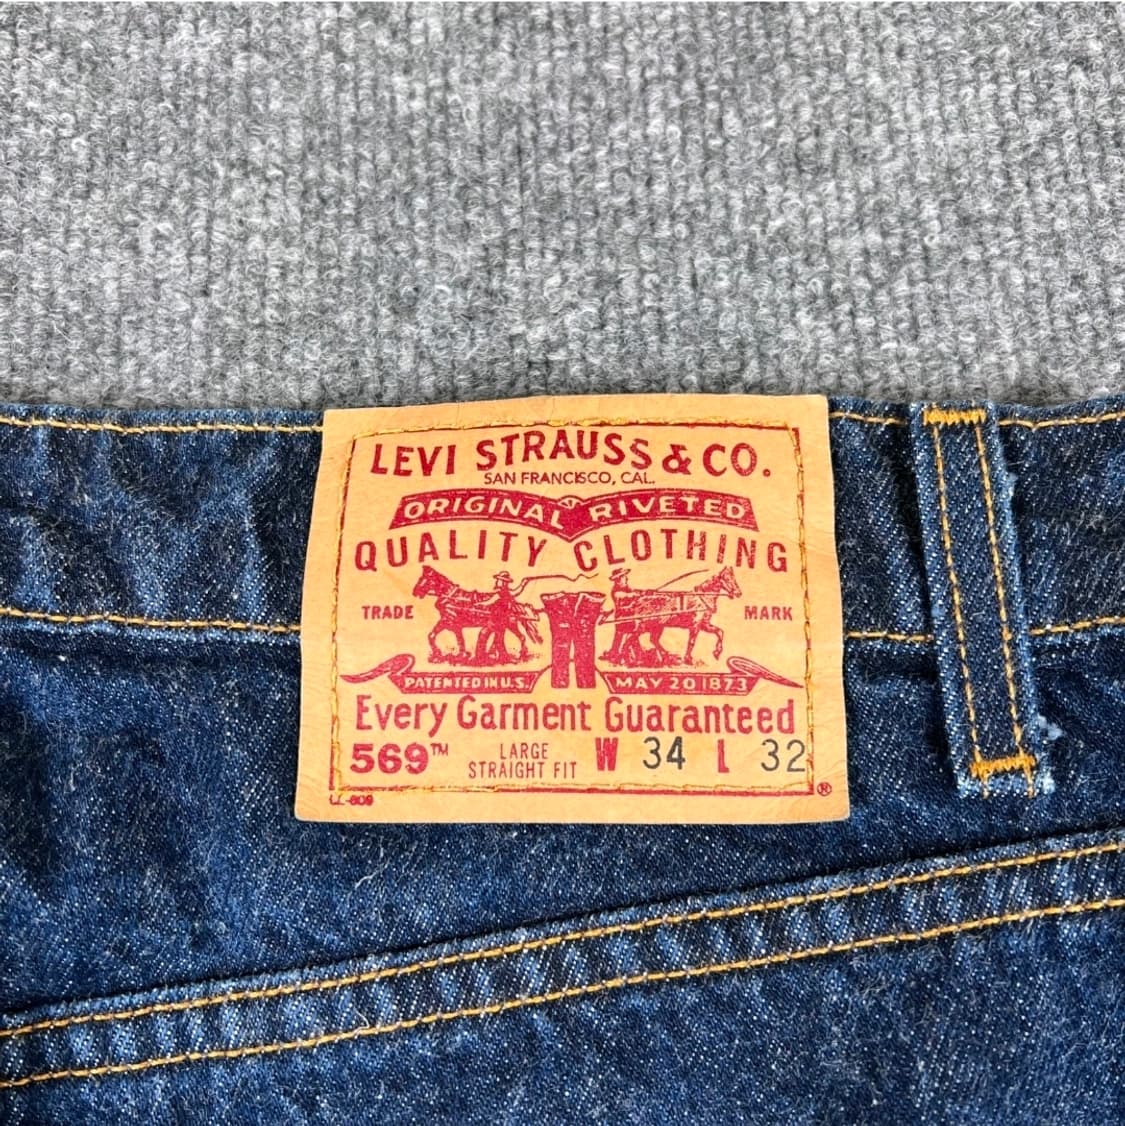 LEVI STRAUSS & CO.
SAN FRANCISCO, CAL.
ORIGINAL RIVETED
QUALITY CLOTHING
TRADE MARK
PATENTED IN U.S. MAY 20 1873
Every Garment Guaranteed
569™ LARGE STRAIGHT FIT W 34 L 32
®